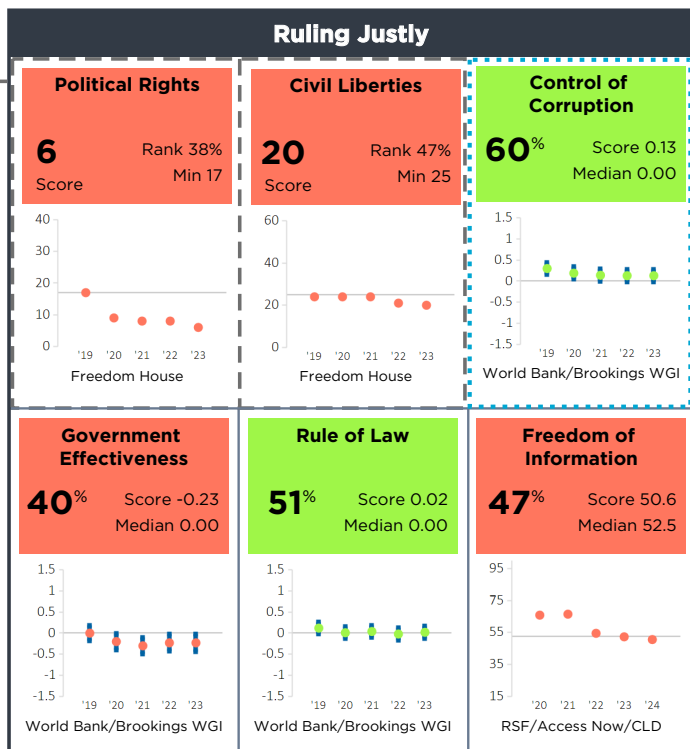 Ruling Justly
Political Rights
6
Score
Rank 38%
Min 17
40
30
20
10
0
'19 '20 '21 '22 '23
Freedom House
Civil Liberties
20
Score
Rank 47%
Min 25
60
40
20
0
'19 '20 '21 '22 '23
Freedom House
Control of
Corruption
60%
Score 0.13
Median 0.00
1.5
1
0.5
0
-0.5
-1
-1.5
'19 '20 '21 '22 '23
World Bank/Brookings WGI
Government
Effectiveness
40%
Score -0.23
Median 0.00
1.5
1
0.5
0
-0.5
-1
-1.5
'19 '20 '21 '22 '23
World Bank/Brookings WGI
Rule of Law
51%
Score 0.02
Median 0.00
1.5
1
0.5
0
-0.5
-1
-1.5
'19 '20 '21 '22 '23
World Bank/Brookings WGI
Freedom of
Information
47%
Score 50.6
Median 52.5
95
75
55
35
15
'20 '21 '22 '23 '24
RSF/Access Now/CLD